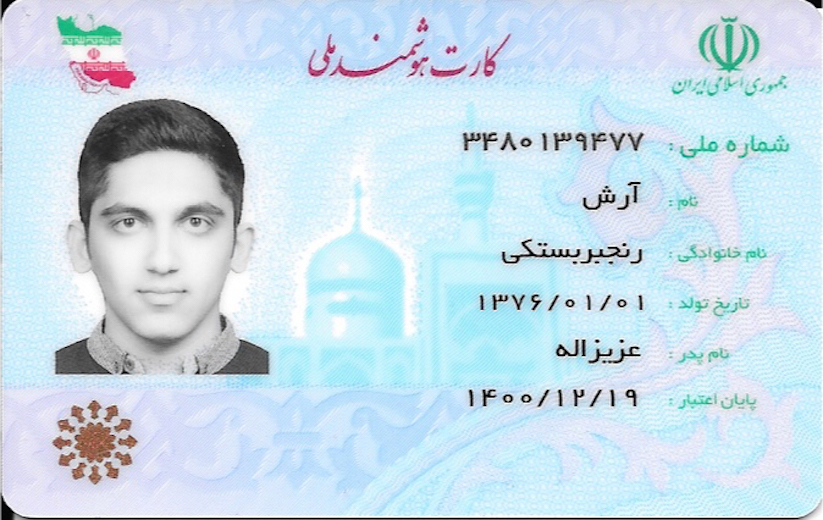 کارت هوشمند ملی
جمهوری اسلامی ایران
شماره ملی : ۳۴۸۰۱۳۹۴۷۷
نام : آرش
نام خانوادگی : رنجبربستکی
تاریخ تولد : ۱۳۷۶/۰۱/۰۱
نام پدر : عزیزاله
پایان اعتبار : ۱۴۰۰/۱۲/۱۹